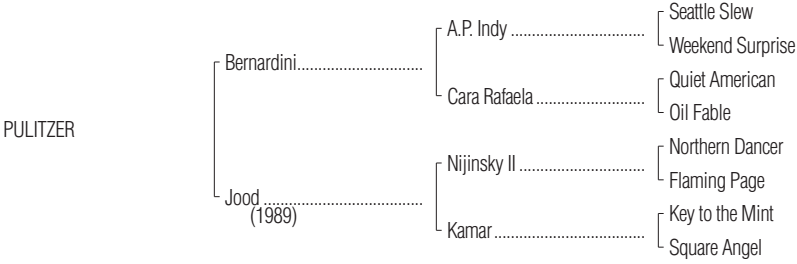 Seattle Slew
A.P. Indy ........................................
Weekend Surprise
Bernardini..............................
Quiet American
Cara Rafaela ................................
Oil Fable
PULITZER
Northern Dancer
Nijinsky II .....................................
Flaming Page
Jood ......................................
(1989)
Key to the Mint
Kamar............................................
Square Angel